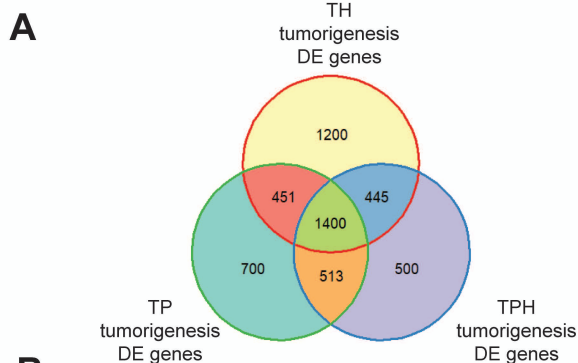 A
TH
tumorigenesis
DE genes
1200
451
445
1400
700
513
500
TP
tumorigenesis
DE genes
TPH
tumorigenesis
DE genes